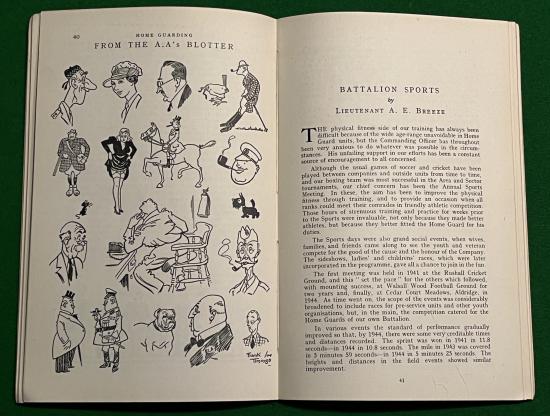 40
HOME GUARDING
FROM THE A.A's BLOTTER
BATTALION SPORTS
by
LIEUTENANT A. E. BREEZE
THE physical fitness side of our training has always been
difficult because of the wide age-range unavoidable in Home
Guard units, but the Commanding Officer has throughout
been very anxious to do whatever was possible in the circum-
stances. His unfailing support in our efforts has been a constant
source of encouragement to all concerned.
Although the usual games of soccer and cricket have been
played between companies and outside units from time to time,
and our boxing team was most successful in the Area and Sector
tournaments, our chief concern has been the Annual Sports
Meeting. In these, the aim has been to improve the physical
fitness through training, and to provide an occasion when all
ranks could meet their comrades in friendly athletic competition.
Those hours of strenuous training and practice for weeks prior
to the Sports were invaluable, not only because they made better
athletes, but because they better fitted the Home Guard for his
duties.
The Sports days were also grand social events, when wives,
families, and friends came along to see the youth and veteran
compete for the good of the cause and the honour of the Company.
The sideshows, ladies' and childrens' races, which were later
incorporated in the programme, gave all a chance to join in the fun.
The first meeting was held in 1941 at the Rushall Cricket
Ground, and this "set the pace" for the others which followed,
with mounting success, at Walsall Wood Football Ground for
two years and, finally, at Cedar Court Meadows, Aldridge, in
1944. As time went on, the scope of the events was considerably
broadened to include races for pre-service units and other youth
organisations, but, in the main, the competition catered for the
Home Guards of our own Battalion.
In various events the standard of performance gradually
improved so that, by 1944, there were some very creditable times
and distances recorded. The sprint was won in 1941 in 11.8
seconds—in 1944 in 10.8 seconds. The mile in 1943 was covered
in 5 minutes 59 seconds—in 1944 in 5 minutes 25 seconds. The
heights and distances in the field events showed similar
improvement.
41